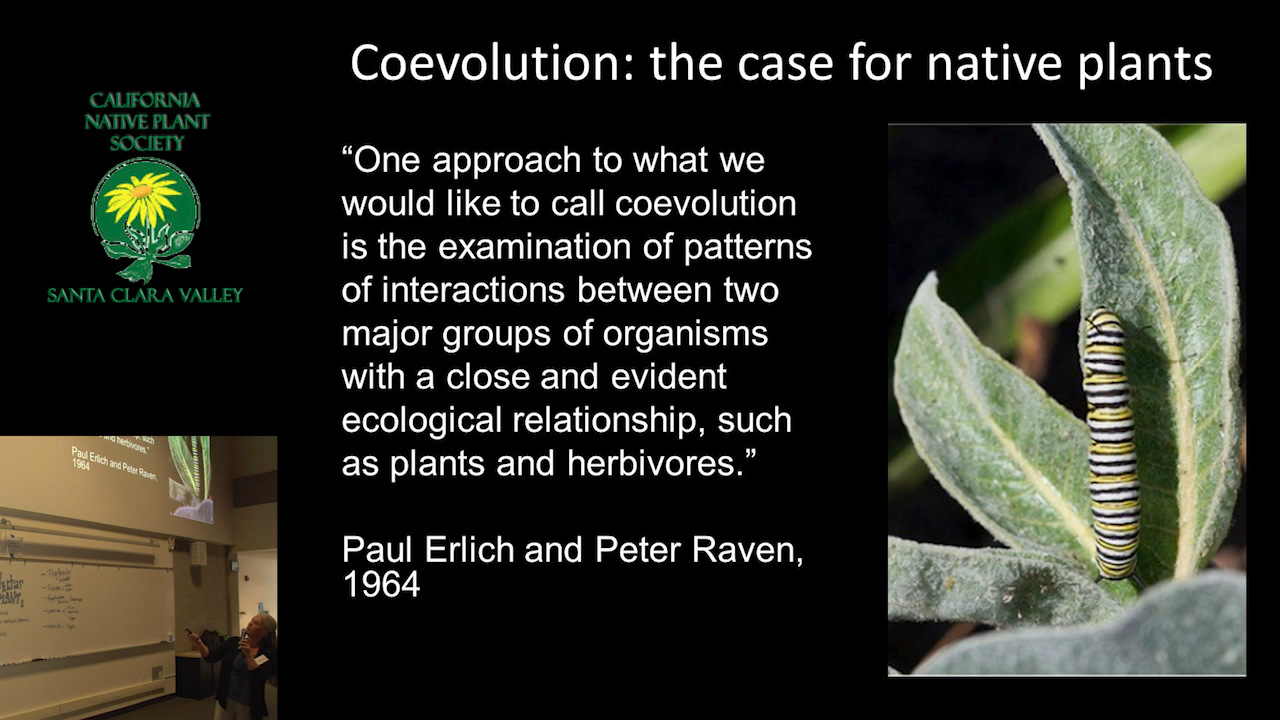 Coevolution: the case for native plants
CALIFORNIA
NATIVE PLANT
SOCIETY
SANTA CLARA VALLEY
“One approach to what we
would like to call coevolution
is the examination of patterns
of interactions between two
major groups of organisms
with a close and evident
ecological relationship, such
as plants and herbivores.”
Paul Erlich and Peter Raven,
1964
such
and herbivores.”
Paul Erlich and Peter Raven,
1964